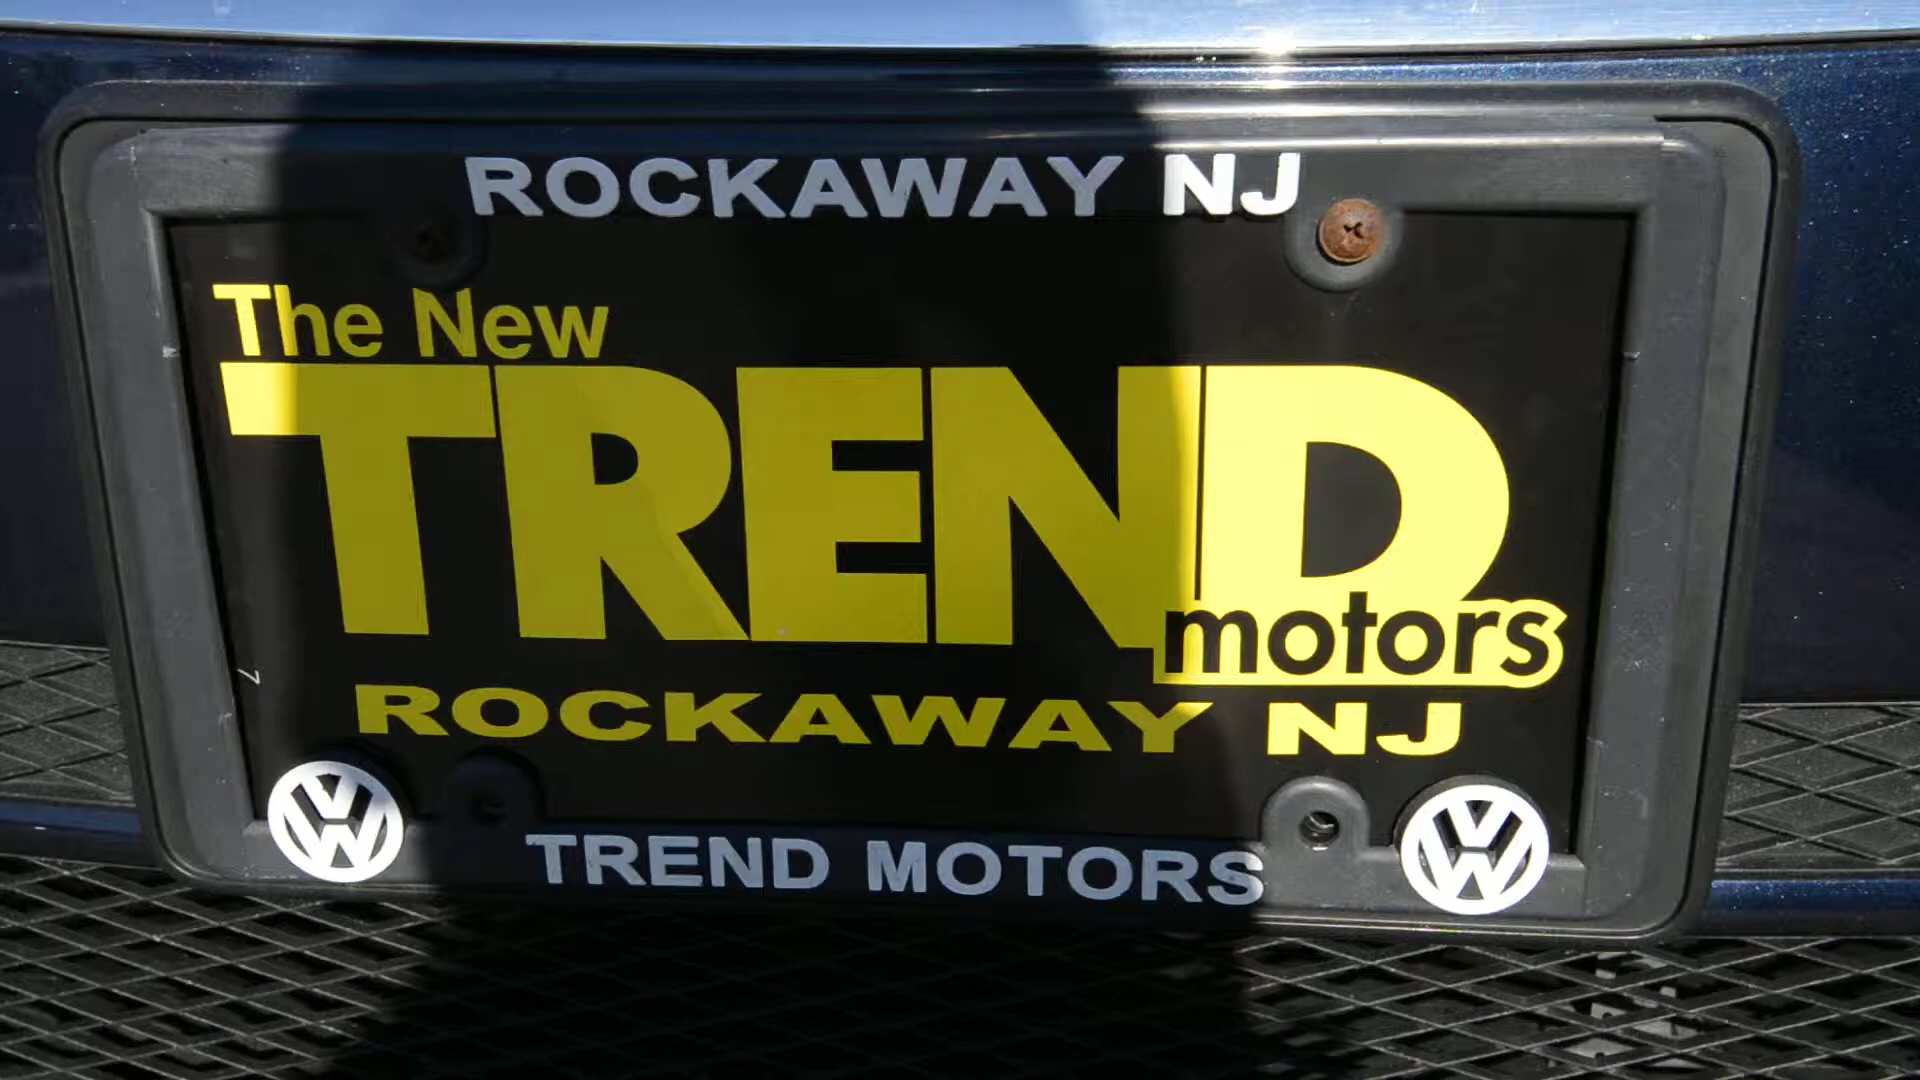 ROCKAWAY NJ
The New
TREND
motors
ROCKAWAY NJ
TREND MOTORS